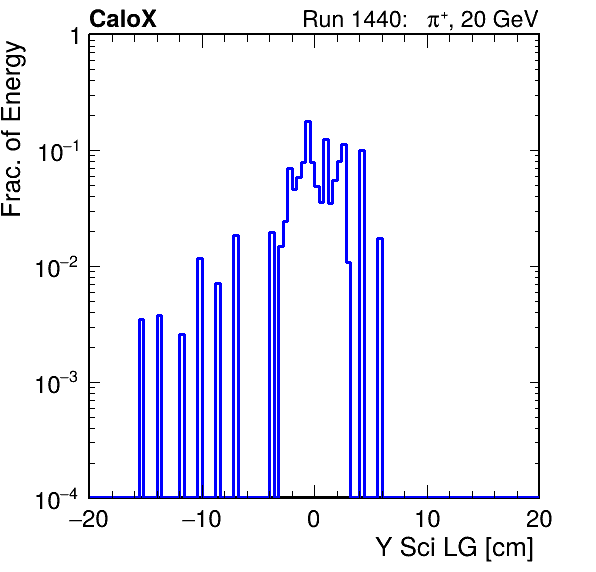 CaloX Run 1440: π⁺, 20 GeV
Frac. of Energy
1
10⁻¹
10⁻²
10⁻³
10⁻⁴
−20 −10 0 10 20
Y Sci LG [cm]